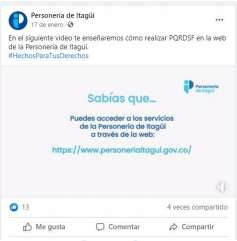 Personería de Itagüí
17 de enero ·
En el siguiente video te enseñaremos cómo realizar PQRDSF en la web
de la Personería de Itagüí.
#HechosParaTusDerechos
Personería
de Itagüí
Sabías que...
Puedes acceder a los servicios
de la Personería de Itagüí
a través de la web:
https://www.personeriaitagui.gov.co/
13
4 veces compartido
Me gusta
Comentar
Compartir